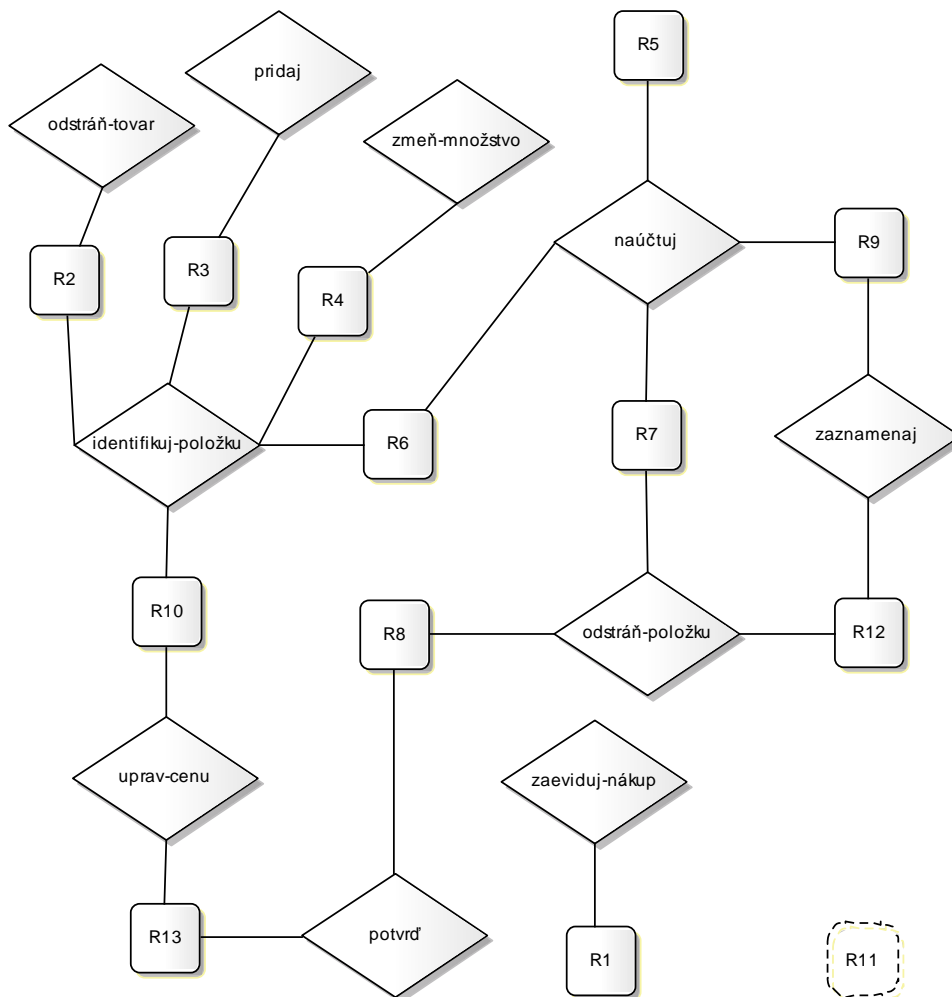 R5
pridaj
odstráň-tovar
zmeň-množstvo
naúčtuj
R9
R3
R2
R4
R7
zaznamenaj
identifikuj-položku
R6
R10
R8
odstráň-položku
R12
uprav-cenu
zaeviduj-nákup
R13
potvrď
R1
R11